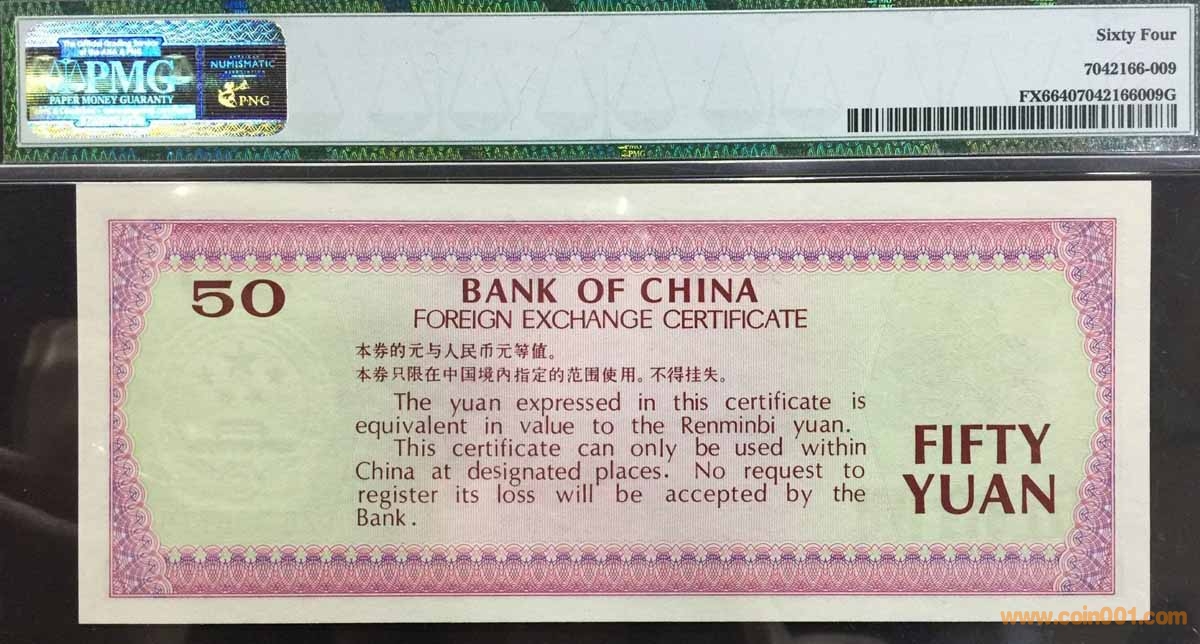 PMG
PAPER MONEY GUARANTY
NUMISMATIC
PNG
Sixty Four
7042166-009
FX66407042166009G
PMG
50
BANK OF CHINA
FOREIGN EXCHANGE CERTIFICATE
本券的元与人民币元等值。
本券只限在中国境内指定的范围使用。不得挂失。
The yuan expressed in this certificate is
equivalent in value to the Renminbi yuan.
This certificate can only be used within
China at designated places. No request to
register its loss will be accepted by the
Bank.
FIFTY
YUAN
www.coin001.com